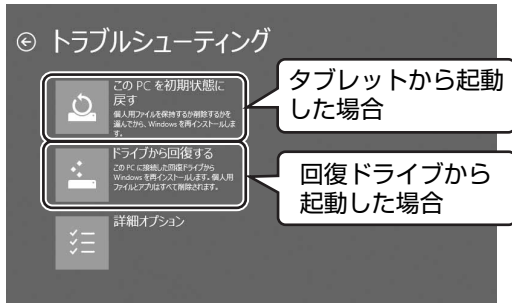 トラブルシューティング
この PC を初期状態に
戻す
個人用ファイルを保持するか削除するかを
選んでから、Windows を再インストールしま
す。
タブレットから起動
した場合
ドライブから回復する
この PC に接続した回復ドライブから
Windows を再インストールします。個人用
ファイルとアプリはすべて削除されます。
回復ドライブから
起動した場合
詳細オプション